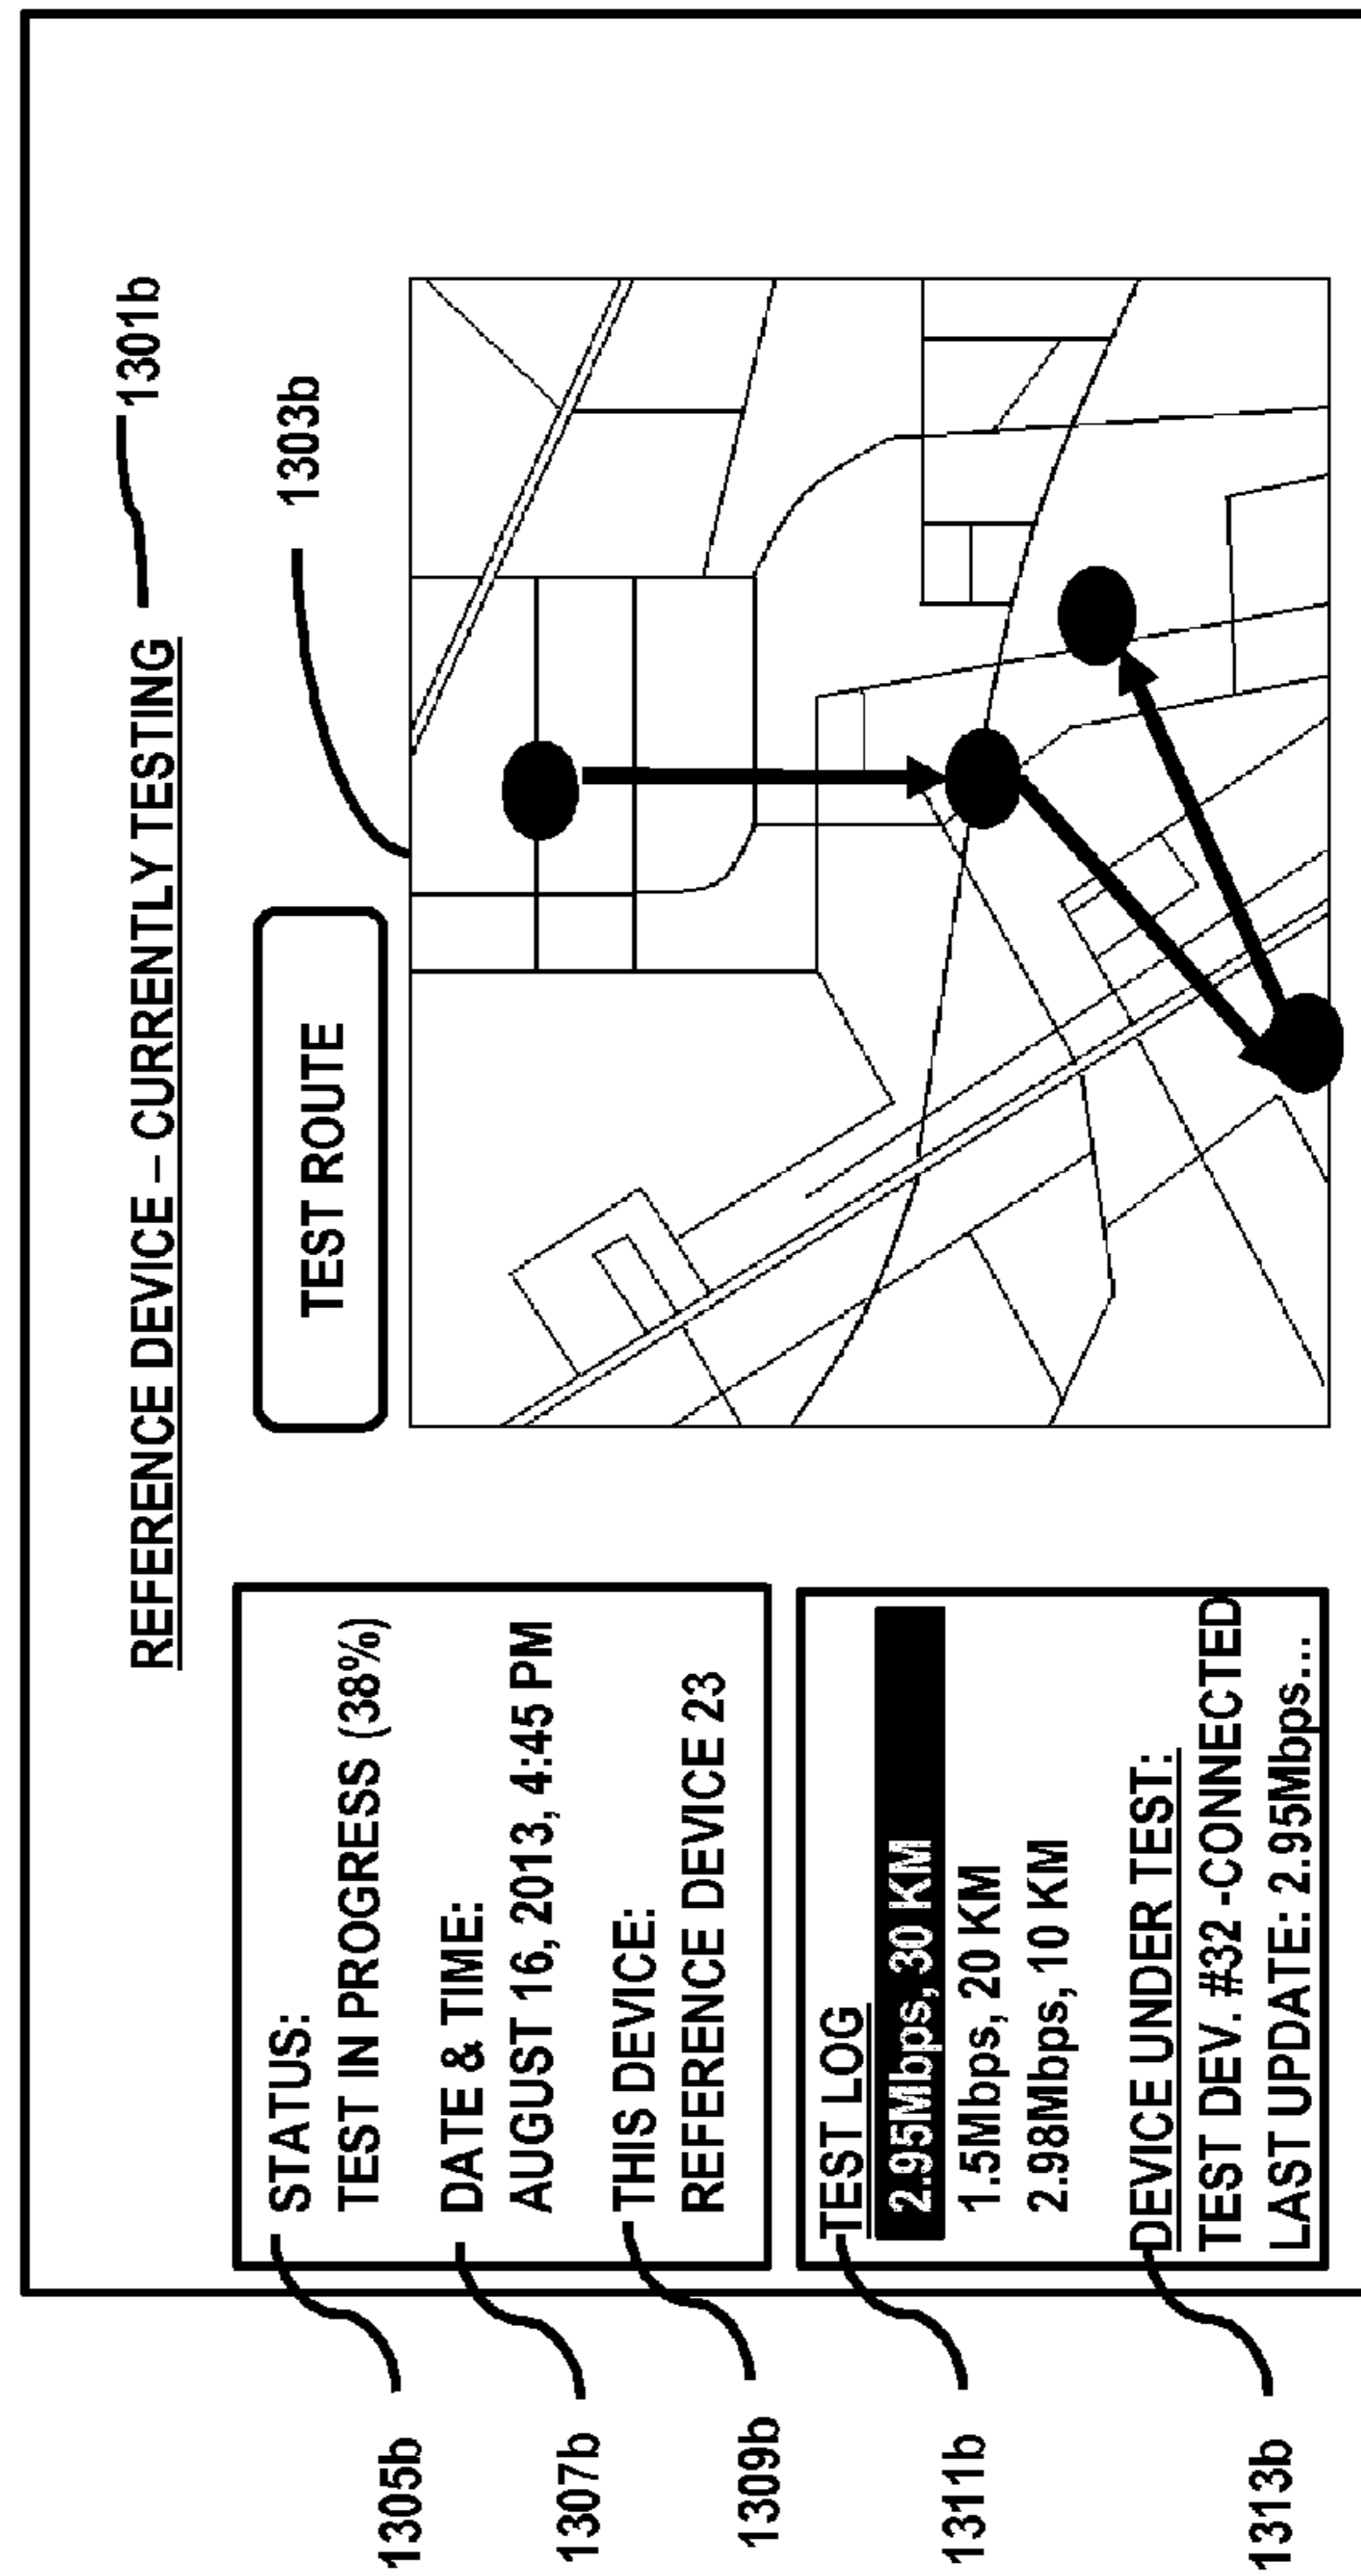 REFERENCE DEVICE – CURRENTLY TESTING
1301b
1305b
STATUS:
TEST IN PROGRESS (38%)
1307b
DATE & TIME:
AUGUST 16, 2013, 4:45 PM
1309b
THIS DEVICE:
REFERENCE DEVICE 23
TEST ROUTE
1303b
1311b
TEST LOG
2.95Mbps, 30 KM
1.5Mbps, 20 KM
2.98Mbps, 10 KM
1313b
DEVICE UNDER TEST:
TEST DEV. #32 -CONNECTED
LAST UPDATE: 2.95Mbps...